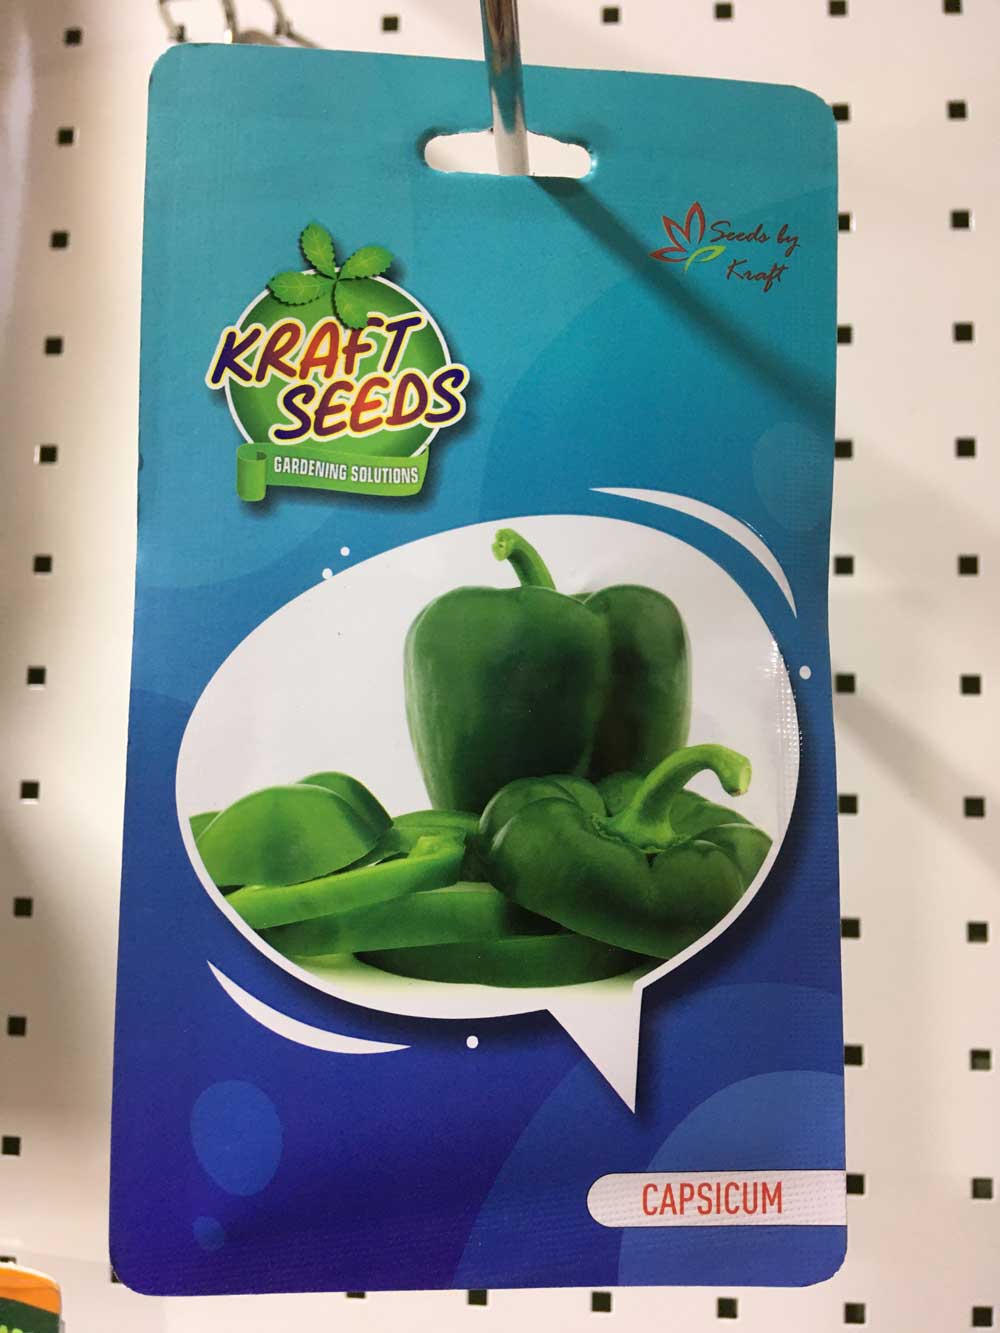 Seeds by
Kraft
KRAFT
SEEDS
GARDENING SOLUTIONS
CAPSICUM